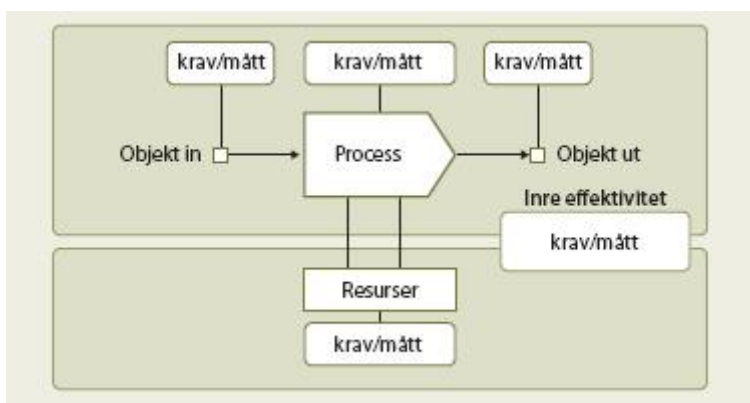 krav/mått
krav/mått
krav/mått
Objekt in
Process
Objekt ut
Inre effektivitet
krav/mått
Resurser
krav/mått